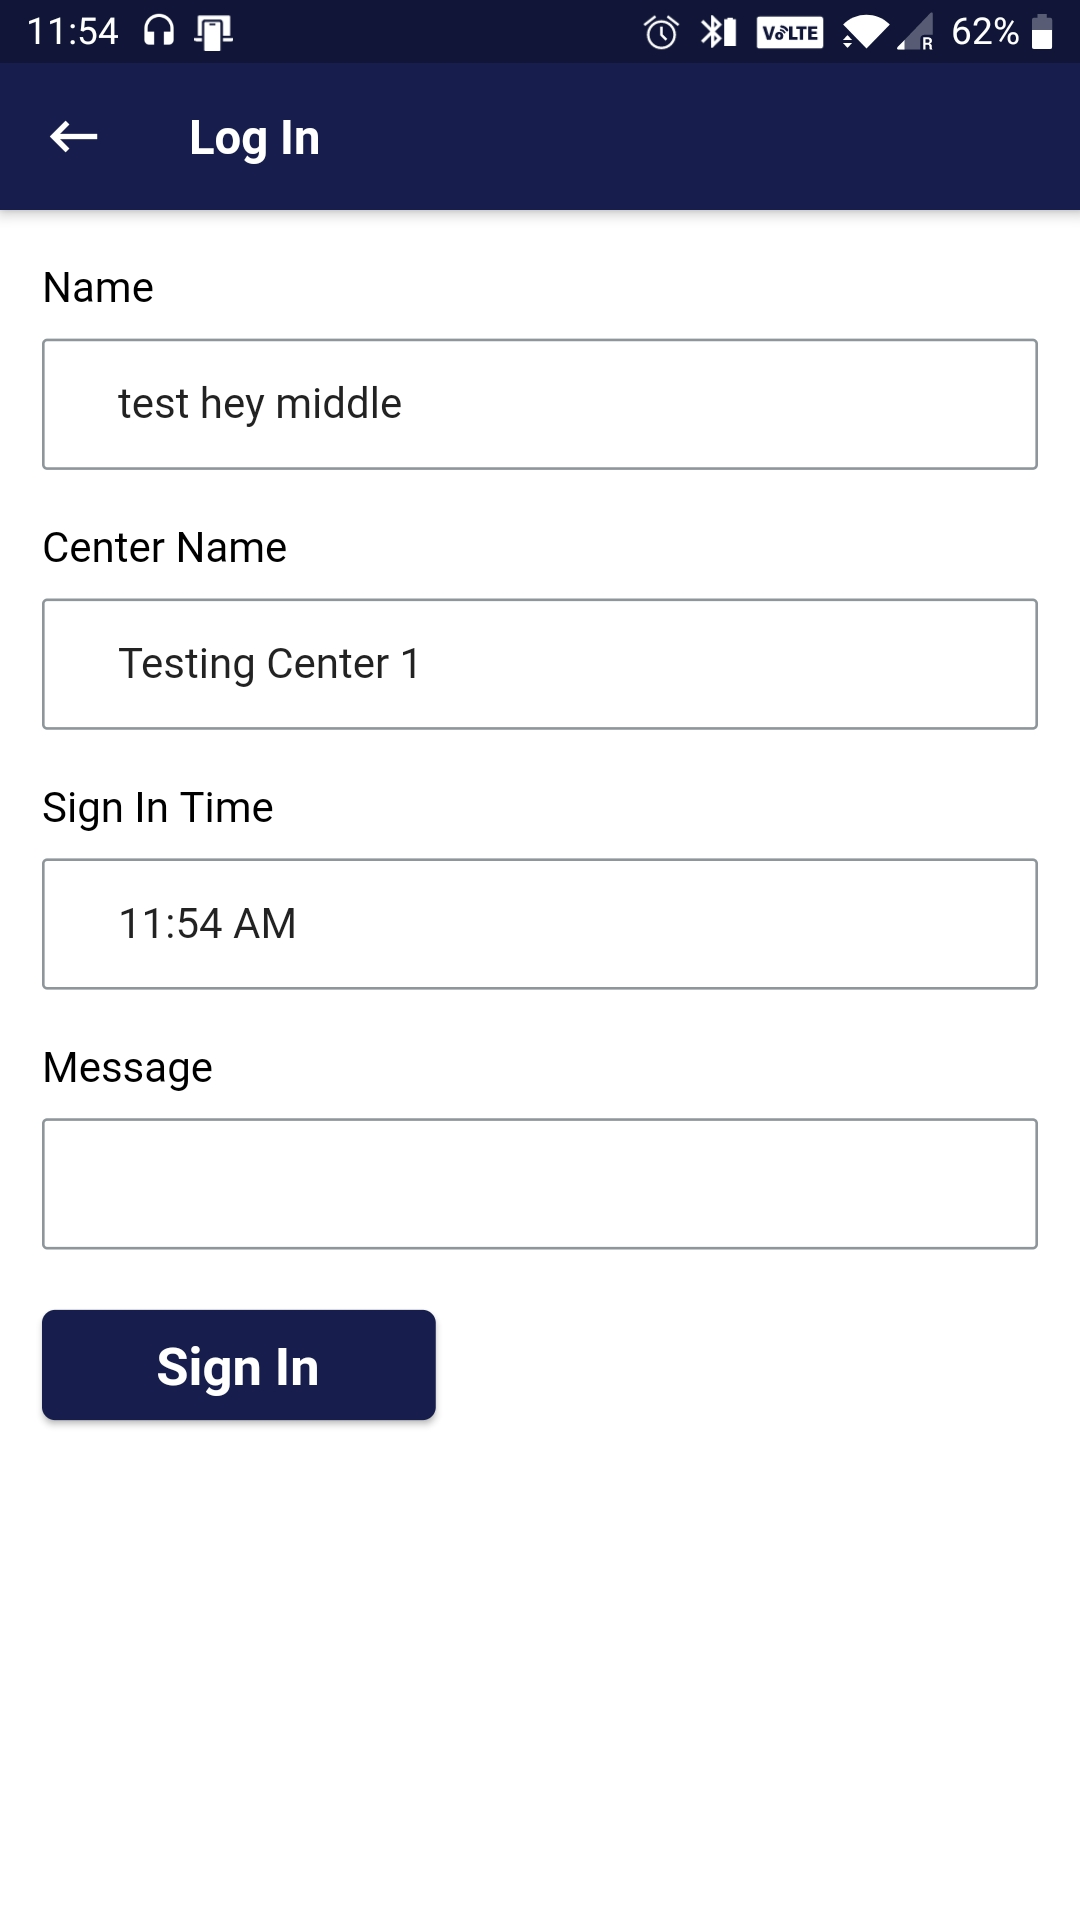 11:54 VoLTE R 62%
Log In
Name
test hey middle
Center Name
Testing Center 1
Sign In Time
11:54 AM
Message
Sign In